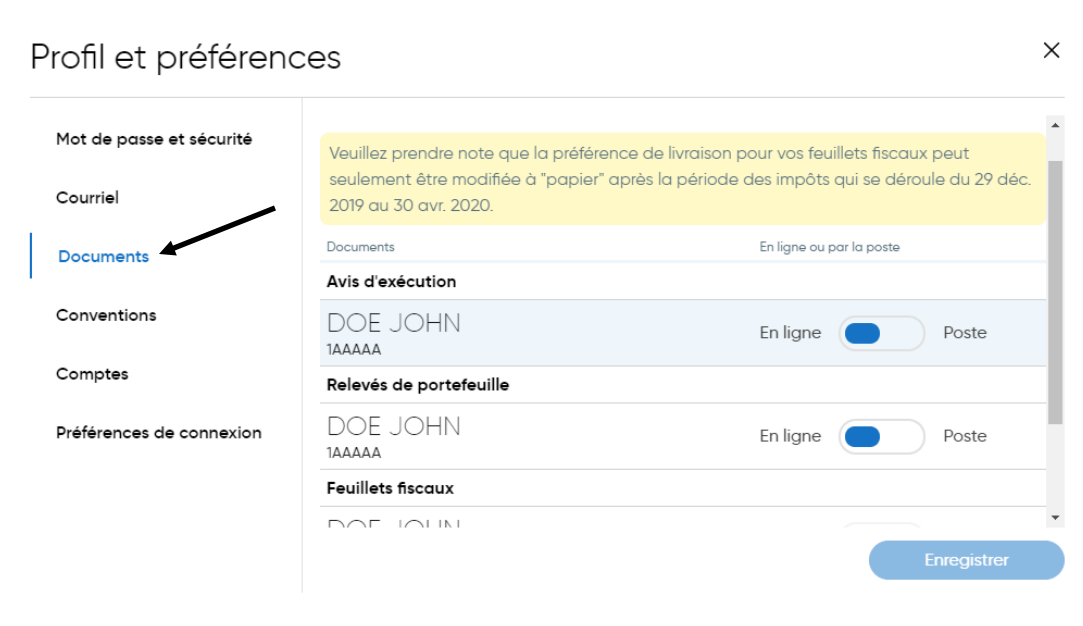 Profil et préférences
Mot de passe et sécurité
Courriel
Documents
Conventions
Comptes
Préférences de connexion
Veuillez prendre note que la préférence de livraison pour vos feuillets fiscaux peut
seulement être modifiée à "papier" après la période des impôts qui se déroule du 29 déc.
2019 au 30 avr. 2020.
Documents En ligne ou par la poste
Avis d'exécution
DOE JOHN En ligne Poste
1AAAAA
Relevés de portefeuille
DOE JOHN En ligne Poste
1AAAAA
Feuillets fiscaux
DOE JOHN
Enregistrer